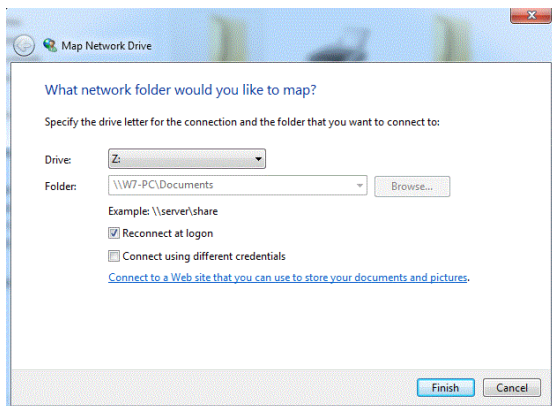 Map Network Drive
What network folder would you like to map?
Specify the drive letter for the connection and the folder that you want to connect to:
Drive: Z:
Folder: \\W7-PC\Documents Browse...
Example: \\server\share
Reconnect at logon
Connect using different credentials
Connect to a Web site that you can use to store your documents and pictures.
Finish Cancel